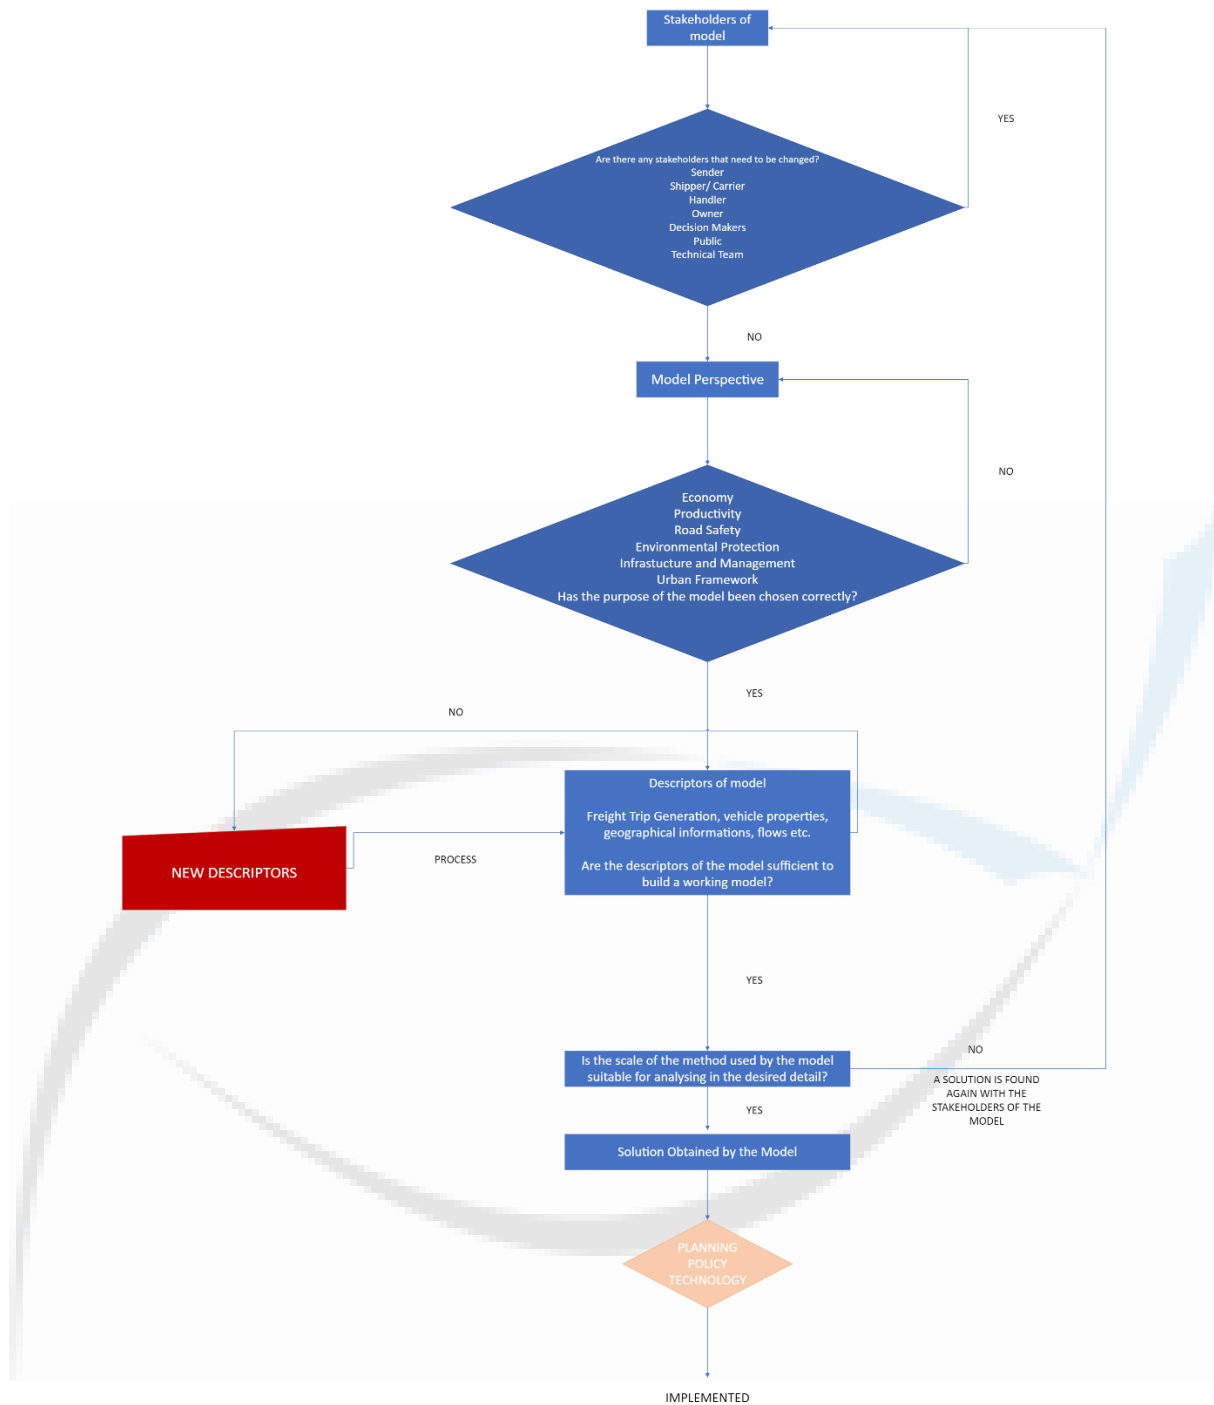 Stakeholders of
model
YES
Are there any stakeholders that need to be changed?
Sender
Shipper/ Carrier
Handler
Owner
Decision Makers
Public
Technical Team
NO
Model Perspective
NO
Economy
Productivity
Road Safety
Environmental Protection
Infrastucture and Management
Urban Framework
Has the purpose of the model been chosen correctly?
YES
NO
Descriptors of model
Freight Trip Generation, vehicle properties,
geographical informations, flows etc.
Are the descriptors of the model sufficient to
build a working model?
PROCESS
NEW DESCRIPTORS
YES
Is the scale of the method used by the model
suitable for analysing in the desired detail?
NO
A SOLUTION IS FOUND
AGAIN WITH THE
STAKEHOLDERS OF THE
MODEL
YES
Solution Obtained by the Model
PLANNING
POLICY
TECHNOLOGY
IMPLEMENTED